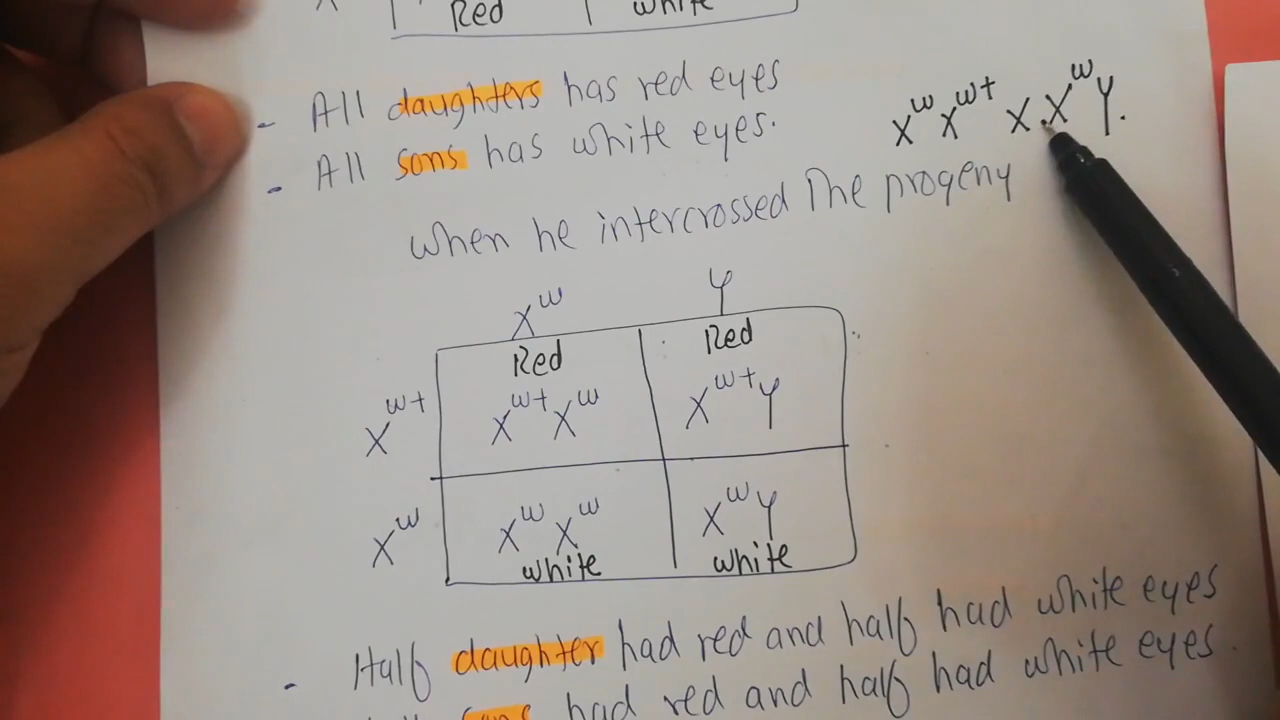 Red white
- All daughters has red eyes
- All sons has white eyes.
X^w X^w+ X X^w Y.
when he intercrossed The progeny
X^w Y
Red Red
X^w+ X^w+ X^w X^w+ Y
X^w X^w X^w X^w Y
white white
- Half daughter had red and half had white eyes
sons had red and half had white eyes.